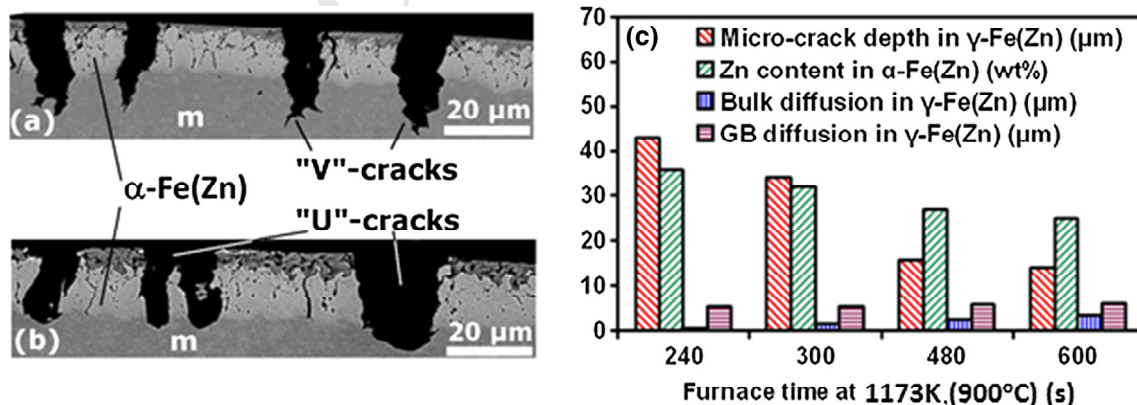 (a)
m
20 µm
"V"-cracks
α-Fe(Zn)
"U"-cracks
(b)
m
20 µm
(c)
Micro-crack depth in γ-Fe(Zn) (µm)
Zn content in α-Fe(Zn) (wt%)
Bulk diffusion in γ-Fe(Zn) (µm)
GB diffusion in γ-Fe(Zn) (µm)
70
60
50
40
30
20
10
0
240 300 480 600
Furnace time at 1173K,(900°C) (s)